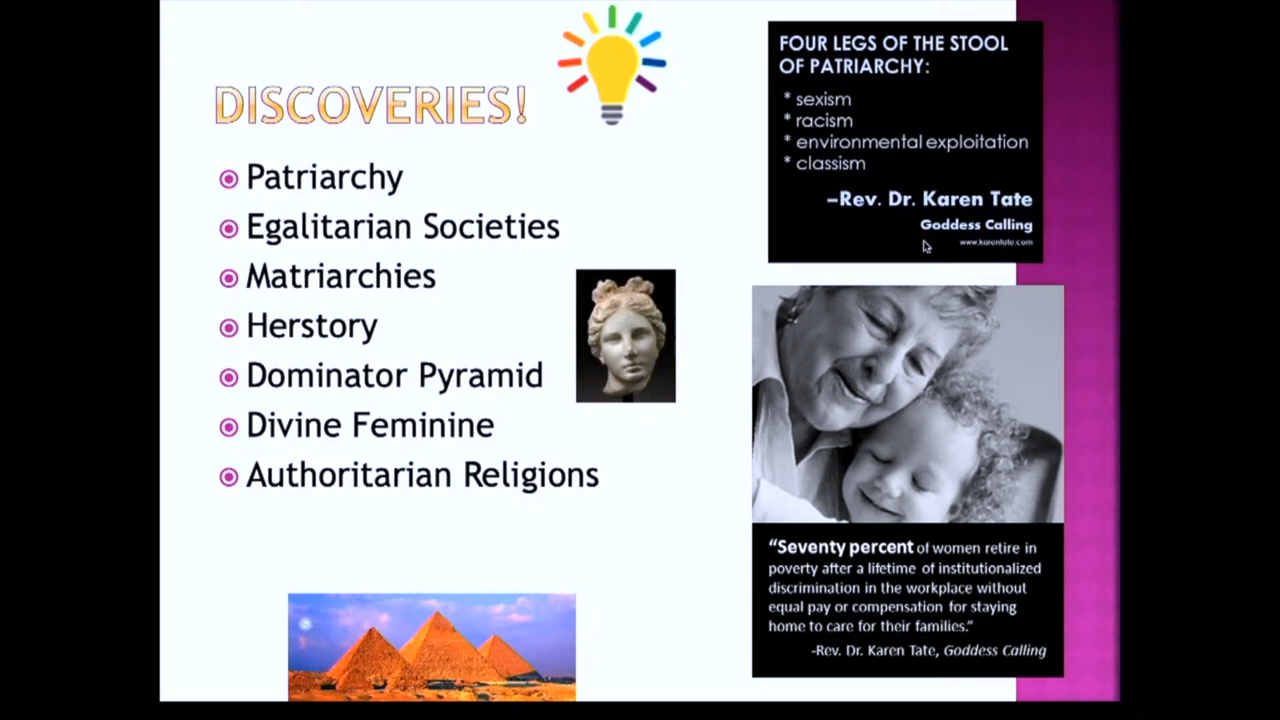 DISCOVERIES!
Patriarchy
Egalitarian Societies
Matriarchies
Herstory
Dominator Pyramid
Divine Feminine
Authoritarian Religions
FOUR LEGS OF THE STOOL
OF PATRIARCHY:
* sexism
* racism
* environmental exploitation
* classism
–Rev. Dr. Karen Tate
Goddess Calling
www.karentate.com
“Seventy percent of women retire in
poverty after a lifetime of institutionalized
discrimination in the workplace without
equal pay or compensation for staying
home to care for their families.”
-Rev. Dr. Karen Tate, Goddess Calling